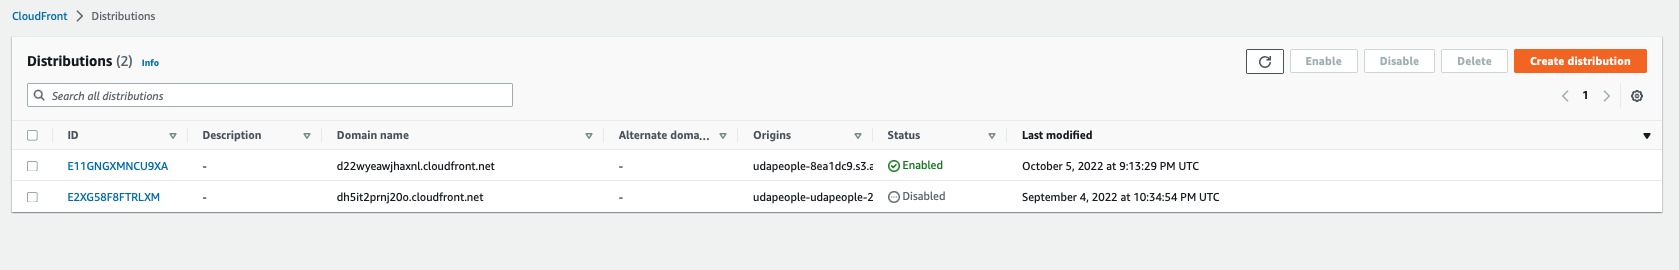 CloudFront > Distributions
Distributions (2) Info
Enable Disable Delete Create distribution
Search all distributions
1
ID Description Domain name Alternate doma... Origins Status Last modified
E11GNGXMNCU9XA - d22wyeawjhaxnl.cloudfront.net - udapeople-8ea1dc9.s3.a Enabled October 5, 2022 at 9:13:29 PM UTC
E2XG58F8FTRLXM - dh5it2prnj20o.cloudfront.net - udapeople-udapeople-2 Disabled September 4, 2022 at 10:34:54 PM UTC